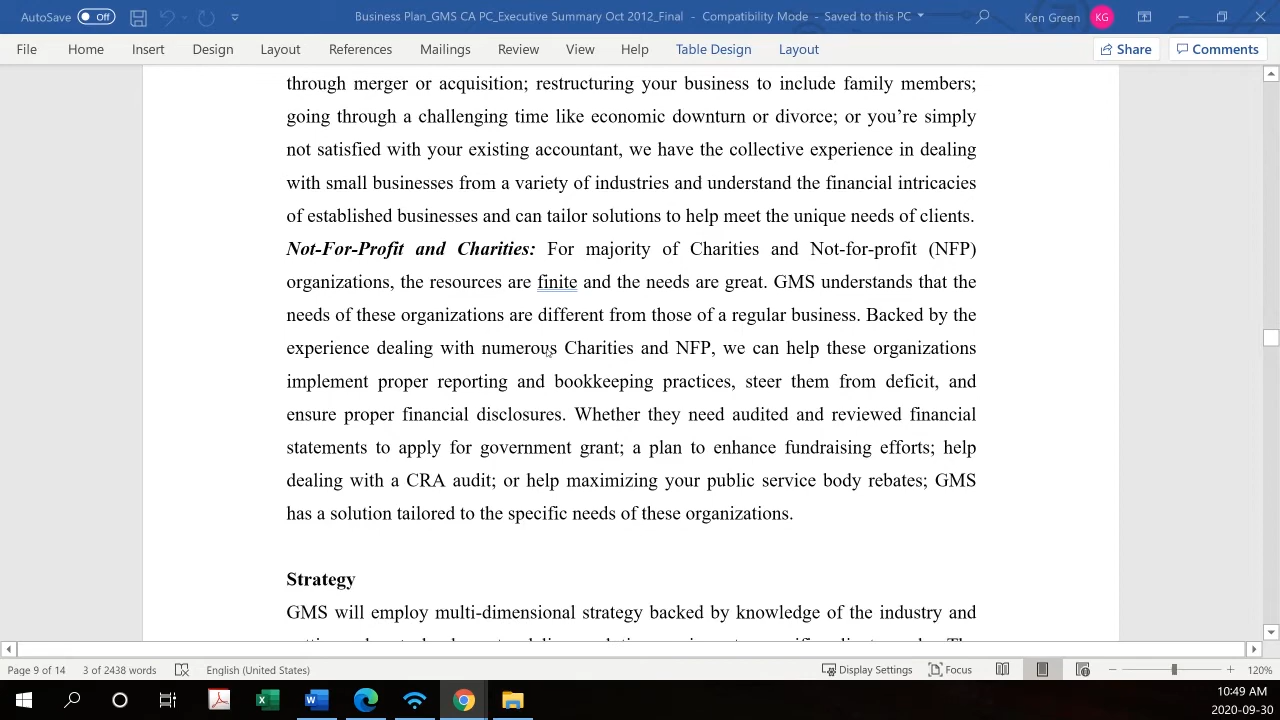 AutoSave Off Business Plan_GMS CA PC_Executive Summary Oct 2012_Final - Compatibility Mode - Saved to this PC Ken Green KG
File Home Insert Design Layout References Mailings Review View Help Table Design Layout Share Comments
through merger or acquisition; restructuring your business to include family members;
going through a challenging time like economic downturn or divorce; or you're simply
not satisfied with your existing accountant, we have the collective experience in dealing
with small businesses from a variety of industries and understand the financial intricacies
of established businesses and can tailor solutions to help meet the unique needs of clients.
Not-For-Profit and Charities: For majority of Charities and Not-for-profit (NFP)
organizations, the resources are finite and the needs are great. GMS understands that the
needs of these organizations are different from those of a regular business. Backed by the
experience dealing with numerous Charities and NFP, we can help these organizations
implement proper reporting and bookkeeping practices, steer them from deficit, and
ensure proper financial disclosures. Whether they need audited and reviewed financial
statements to apply for government grant; a plan to enhance fundraising efforts; help
dealing with a CRA audit; or help maximizing your public service body rebates; GMS
has a solution tailored to the specific needs of these organizations.
Strategy
GMS will employ multi-dimensional strategy backed by knowledge of the industry and
Page 9 of 14 3 of 2438 words English (United States) Display Settings Focus 120%
10:49 AM
2020-09-30